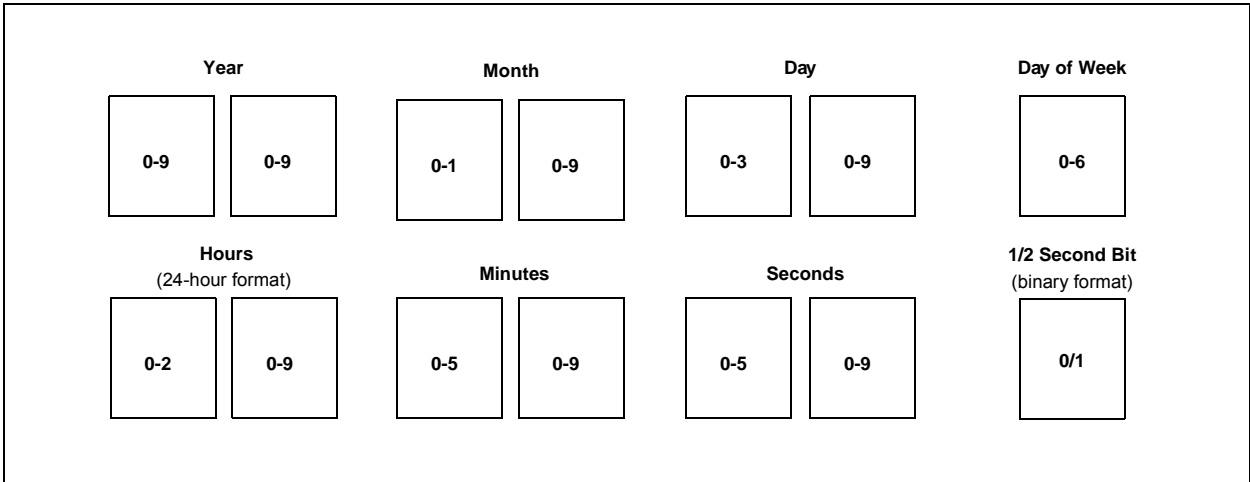 Year Month Day Day of Week
0-9 0-9 0-1 0-9 0-3 0-9 0-6
Hours
(24-hour format)
Minutes Seconds
1/2 Second Bit
(binary format)
0-2 0-9 0-5 0-9 0-5 0-9 0/1